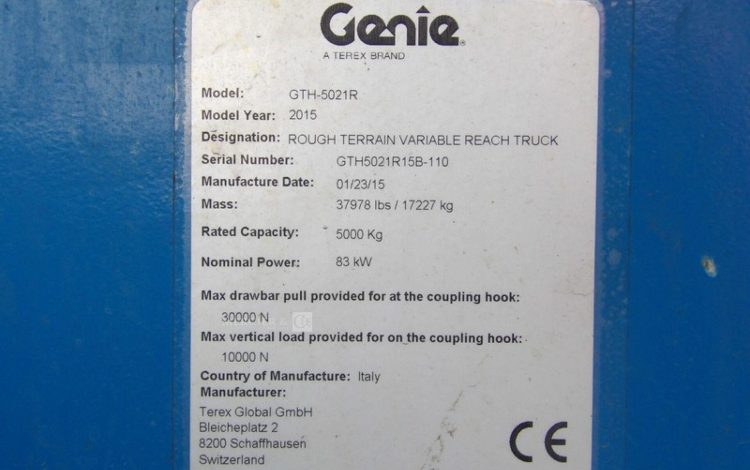 Genie
A TEREX BRAND
Model: GTH-5021R
Model Year: 2015
Designation: ROUGH TERRAIN VARIABLE REACH TRUCK
Serial Number: GTH5021R15B-110
Manufacture Date: 01/23/15
Mass: 37978 lbs / 17227 kg
Rated Capacity: 5000 Kg
Nominal Power: 83 kW
Max drawbar pull provided for at the coupling hook:
30000 N
Max vertical load provided for on the coupling hook:
10000 N
Country of Manufacture: Italy
Manufacturer:
Terex Global GmbH
Bleicheplatz 2
8200 Schaffhausen
Switzerland
CE